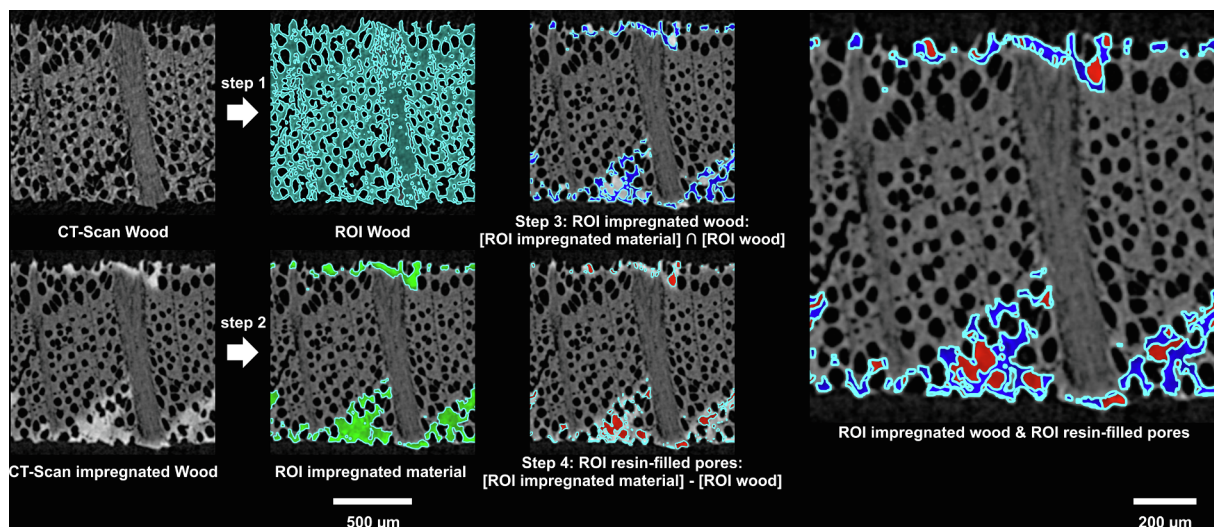 step 1
CT-Scan Wood
ROI Wood
Step 3: ROI impregnated wood:
[ROI impregnated material] ∩ [ROI wood]
step 2
CT-Scan impregnated Wood
ROI impregnated material
Step 4: ROI resin-filled pores:
[ROI impregnated material] - [ROI wood]
500 µm
ROI impregnated wood & ROI resin-filled pores
200 µm